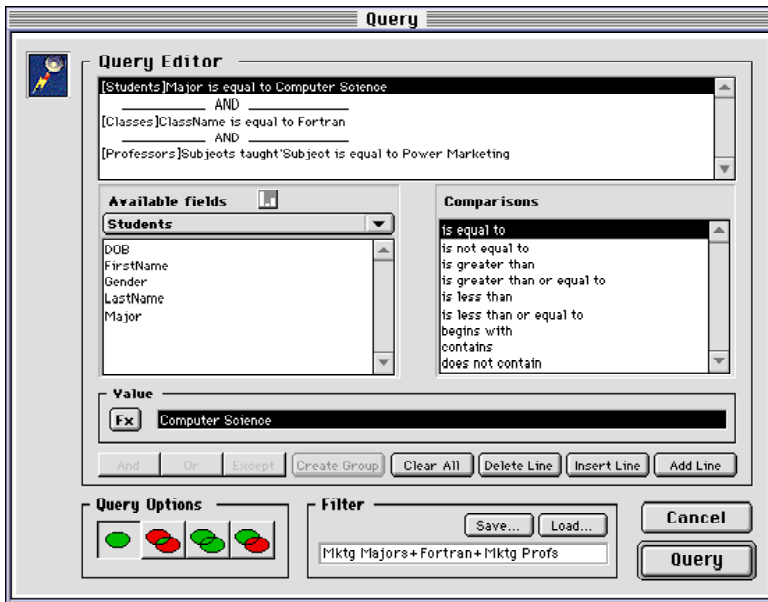 Query
Query Editor
[Students]Major is equal to Computer Science
AND
[Classes]ClassName is equal to Fortran
AND
[Professors]Subjects taught'Subject is equal to Power Marketing
Available fields
Students
DOB
FirstName
Gender
LastName
Major
Comparisons
is equal to
is not equal to
is greater than
is greater than or equal to
is less than
is less than or equal to
begins with
contains
does not contain
Value
Fx Computer Science
And Or Except Create Group Clear All Delete Line Insert Line Add Line
Query Options
Filter
Save... Load...
Mktg Majors+Fortran+Mktg Profs
Cancel
Query